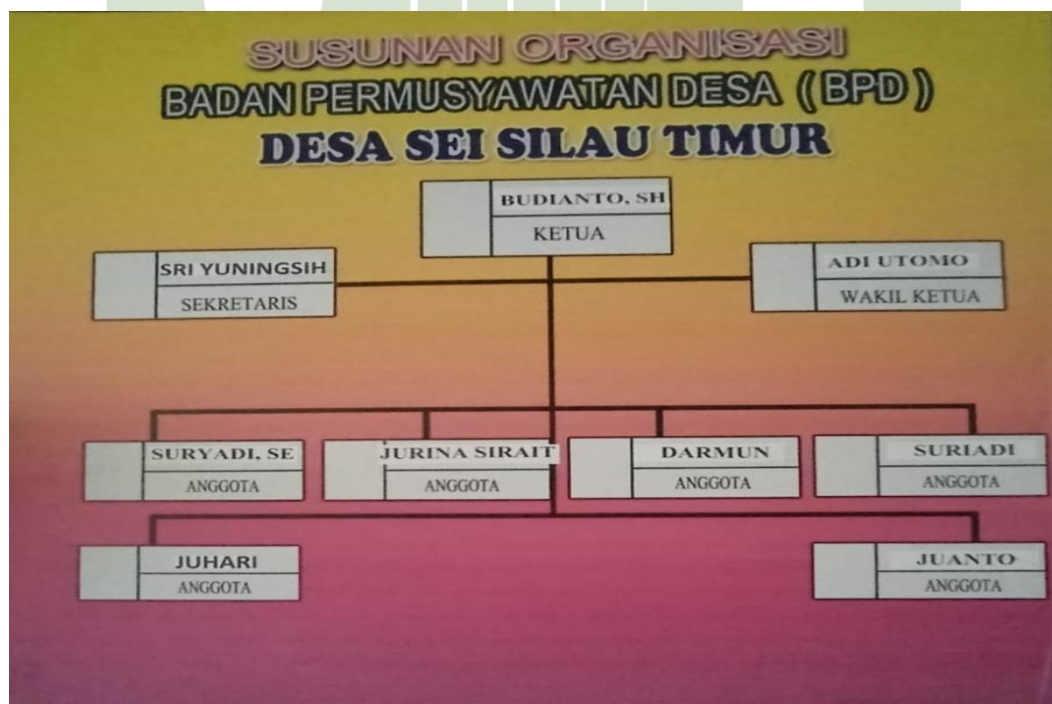 SUSUNAN ORGANISASI
BADAN PERMUSYAWATAN DESA ( BPD )
DESA SEI SILAU TIMUR
BUDIANTO, SH
KETUA
SRI YUNINGSIH
SEKRETARIS
ADI UTOMO
WAKIL KETUA
SURYADI, SE
ANGGOTA
JURINA SIRAIT
ANGGOTA
DARMUN
ANGGOTA
SURIADI
ANGGOTA
JUHARI
ANGGOTA
JUANTO
ANGGOTA